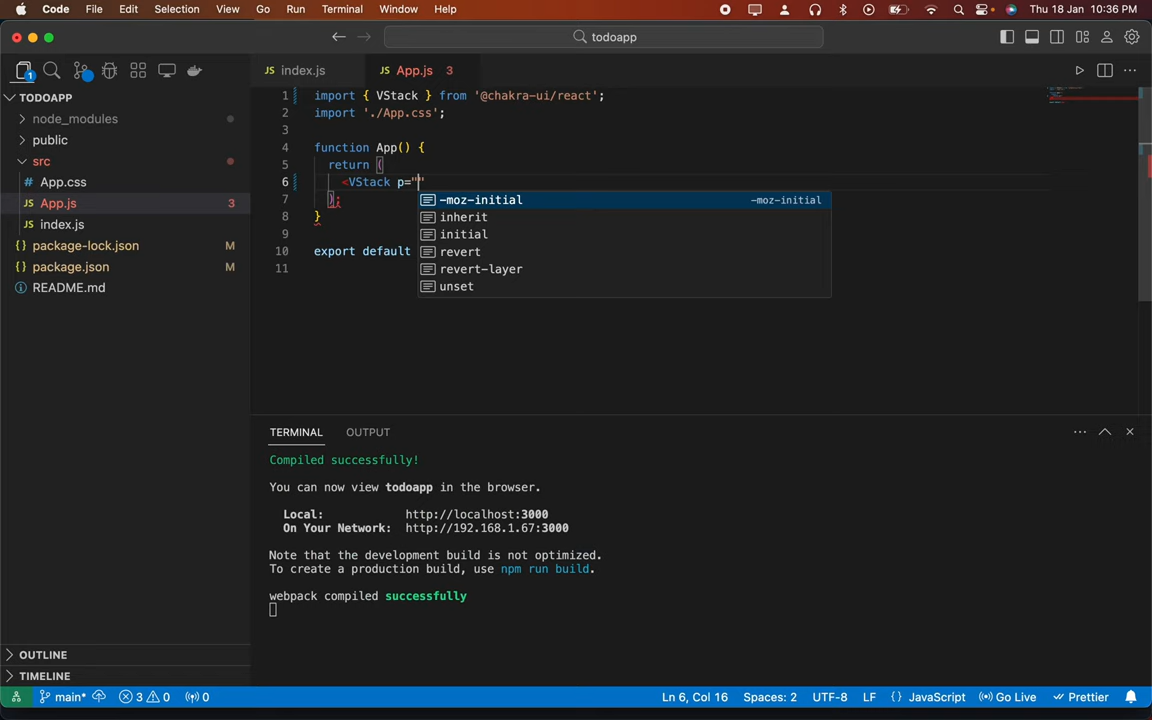 Code File Edit Selection View Go Run Terminal Window Help Thu 18 Jan 10:36 PM
todoapp
1
JS index.js JS App.js 3
TODOAPP
node_modules
public
src
# App.css
JS App.js 3
JS index.js
{} package-lock.json M
{} package.json M
README.md
1 import { VStack } from '@chakra-ui/react';
2 import './App.css';
3
4 function App() {
5 return (
6 <VStack p=""
7 );
8 }
9
10 export default
11
-moz-initial -moz-initial
inherit
initial
revert
revert-layer
unset
TERMINAL OUTPUT
Compiled successfully!
You can now view todoapp in the browser.
Local: http://localhost:3000
On Your Network: http://192.168.1.67:3000
Note that the development build is not optimized.
To create a production build, use npm run build.
webpack compiled successfully
OUTLINE
TIMELINE
main* 3 0 0 Ln 6, Col 16 Spaces: 2 UTF-8 LF {} JavaScript Go Live Prettier